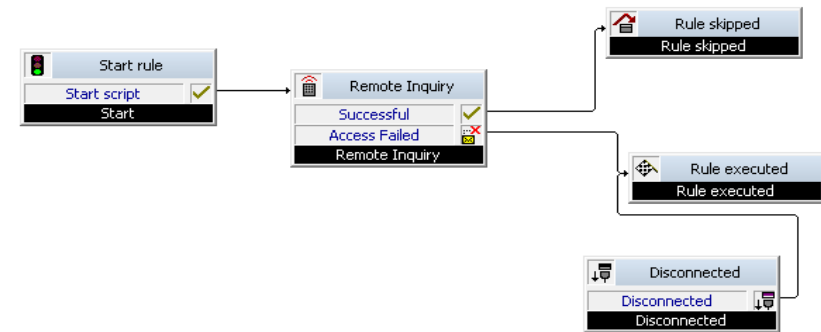 Rule skipped
Rule skipped
Start rule
Start script
Start
Remote Inquiry
Successful
Access Failed
Remote Inquiry
Rule executed
Rule executed
Disconnected
Disconnected
Disconnected